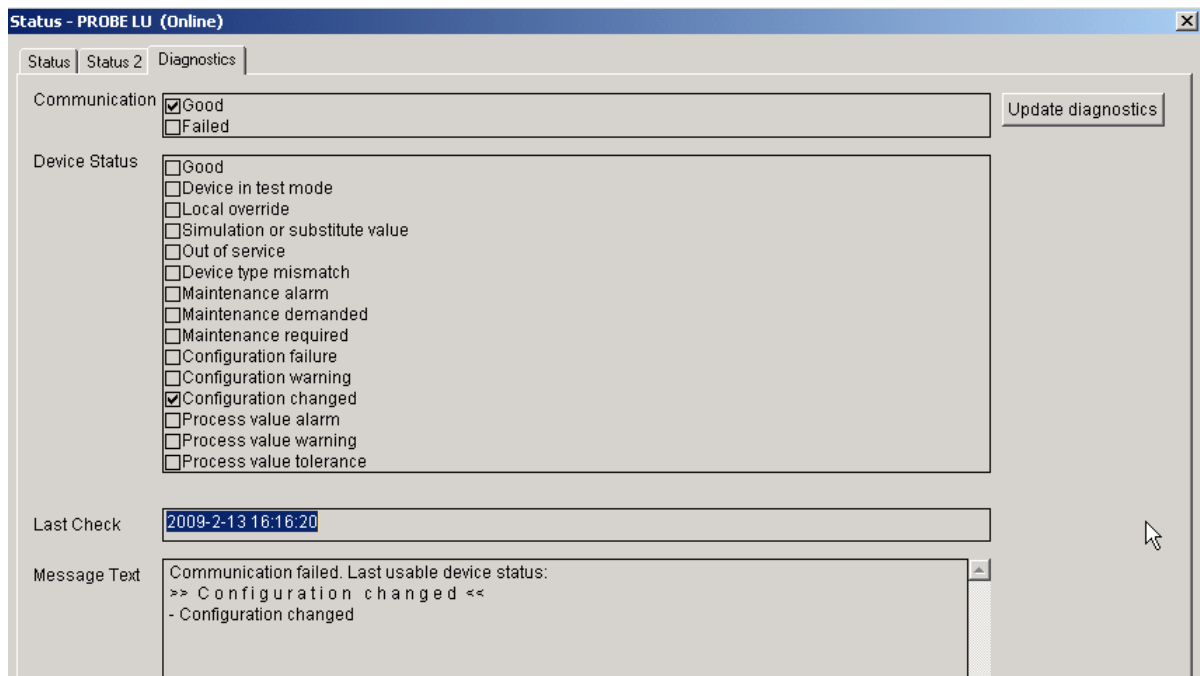 Status - PROBE LU (Online)
Status
Status 2
Diagnostics
Communication
Good
Failed
Update diagnostics
Device Status
Good
Device in test mode
Local override
Simulation or substitute value
Out of service
Device type mismatch
Maintenance alarm
Maintenance demanded
Maintenance required
Configuration failure
Configuration warning
Configuration changed
Process value alarm
Process value warning
Process value tolerance
Last Check
2009-2-13 16:16:20
Message Text
Communication failed. Last usable device status:
>> C o n f i g u r a t i o n   c h a n g e d <<
- Configuration changed